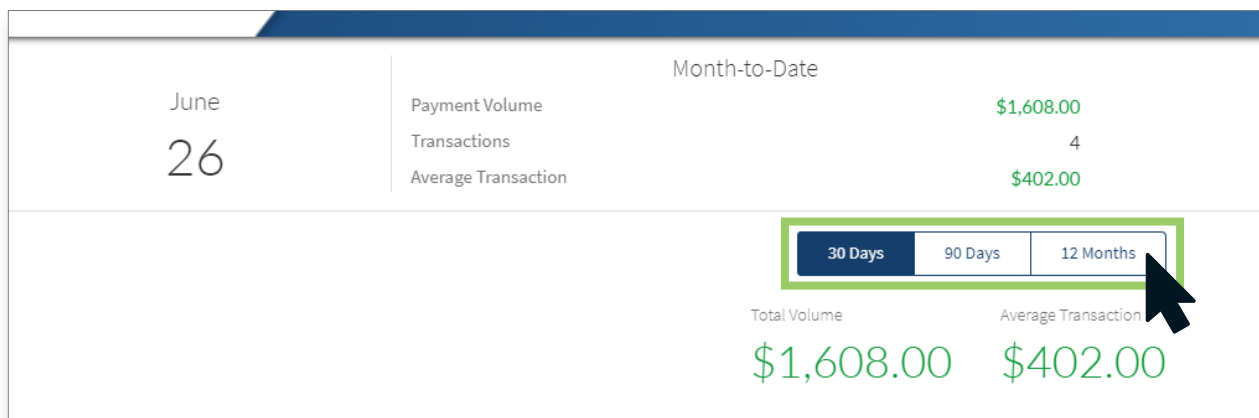 Month-to-Date
June
26
Payment Volume $1,608.00
Transactions 4
Average Transaction $402.00
30 Days 90 Days 12 Months
Total Volume Average Transaction
$1,608.00 $402.00